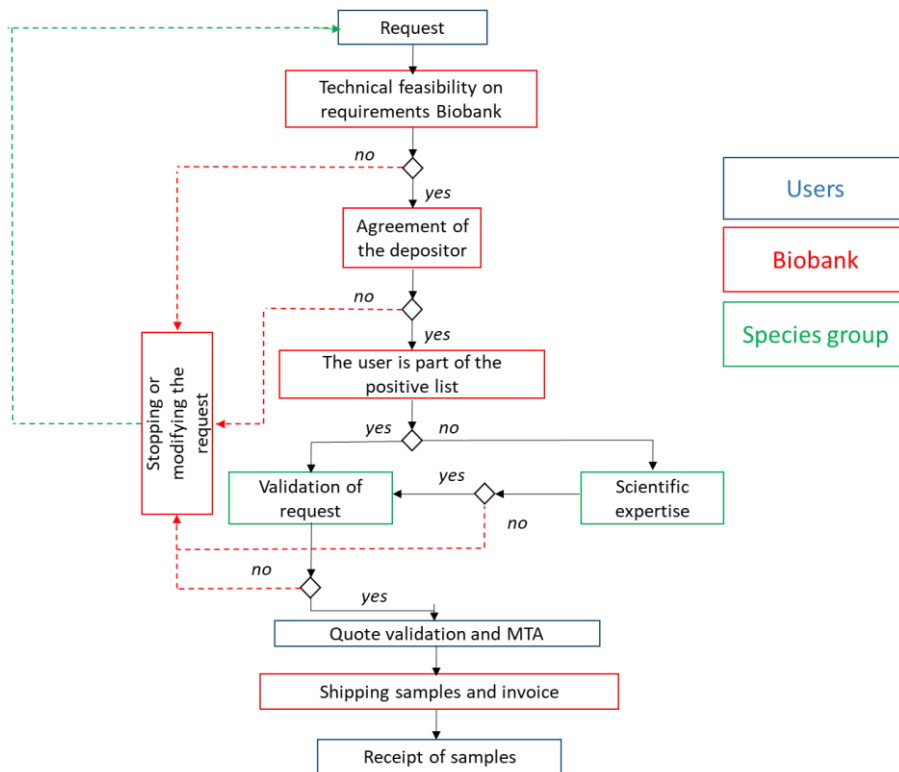 Request
Technical feasibility on
requirements Biobank
no
yes
Agreement of
the depositor
no
yes
The user is part of the
positive list
yes
no
Stopping or
modifying the
request
Validation of
request
yes
no
Scientific
expertise
no
yes
Quote validation and MTA
Shipping samples and invoice
Receipt of samples
Users
Biobank
Species group